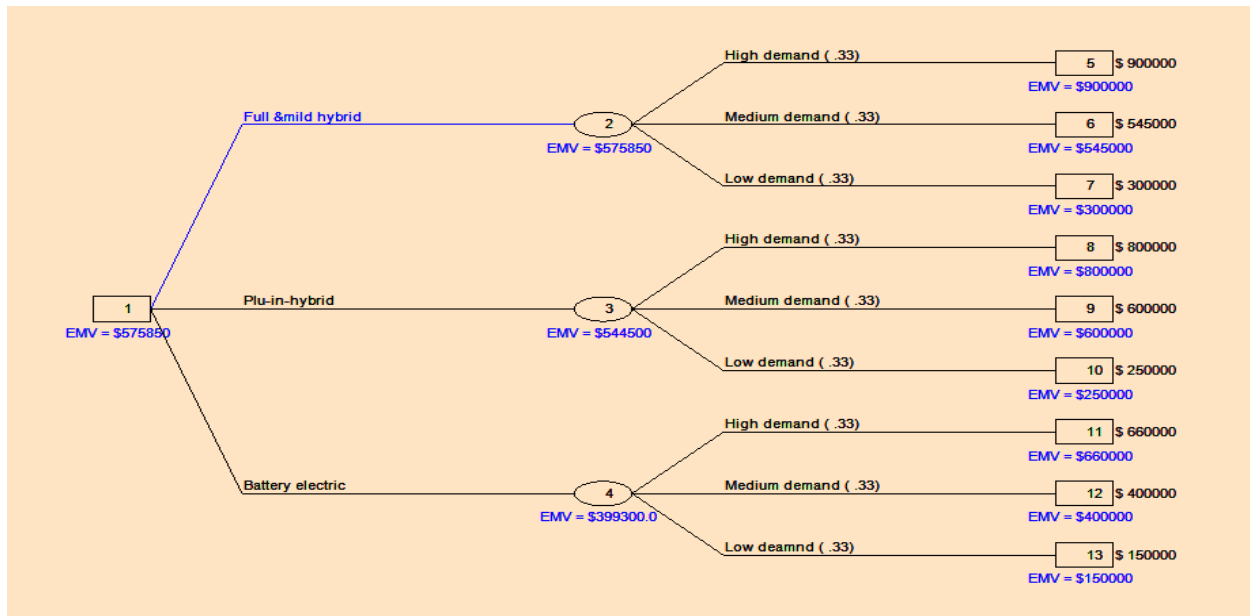 High demand ( .33)
5 $ 900000
EMV = $900000
Full &mild hybrid
2
Medium demand ( .33)
6 $ 545000
EMV = $575850
EMV = $545000
Low demand ( .33)
7 $ 300000
EMV = $300000
High demand ( .33)
8 $ 800000
EMV = $800000
1
Plu-in-hybrid
3
Medium demand ( .33)
9 $ 600000
EMV = $575850
EMV = $544500
EMV = $600000
Low demand ( .33)
10 $ 250000
EMV = $250000
High demand ( .33)
11 $ 660000
EMV = $660000
Battery electric
4
Medium demand ( .33)
12 $ 400000
EMV = $399300.0
EMV = $400000
Low deamnd ( .33)
13 $ 150000
EMV = $150000